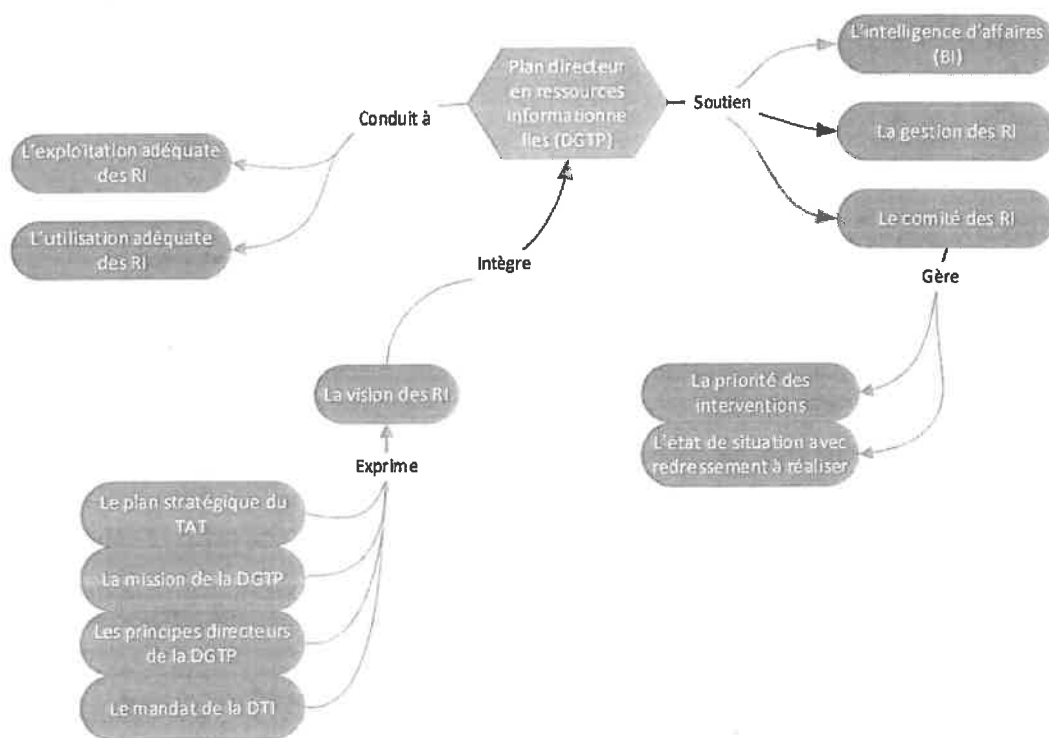 Plan directeur
en ressources
informationne
lles (DGTP)
Conduit à
L'exploitation adéquate
des RI
L'utilisation adéquate
des RI
Soutien
L'intelligence d'affaires
(BI)
La gestion des RI
Le comité des RI
Gère
La priorité des
interventions
L'état de situation avec
redressement à réaliser
Intègre
La vision des RI
Exprime
Le plan stratégique du
TAT
La mission de la DGTP
Les principes directeurs
de la DGTP
Le mandat de la DTI